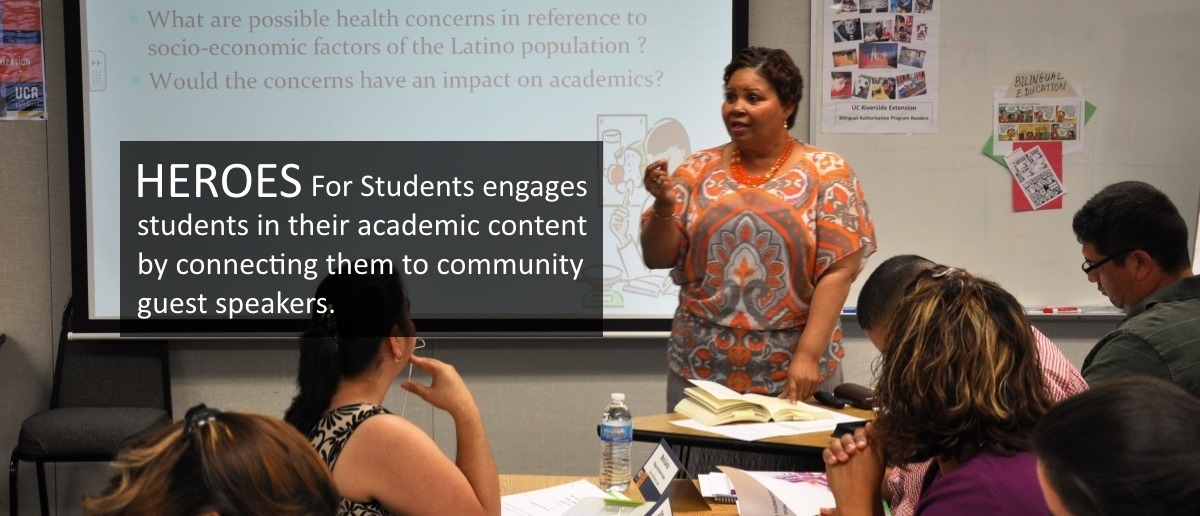 What are possible health concerns in reference to
socio-economic factors of the Latino population ?
Would the concerns have an impact on academics?
IZATION
UCR
UC Riverside Extension
Bilingual Authorization Program Readers
BILINGUAL
EDUCATION
HEROES For Students engages
students in their academic content
by connecting them to community
guest speakers.